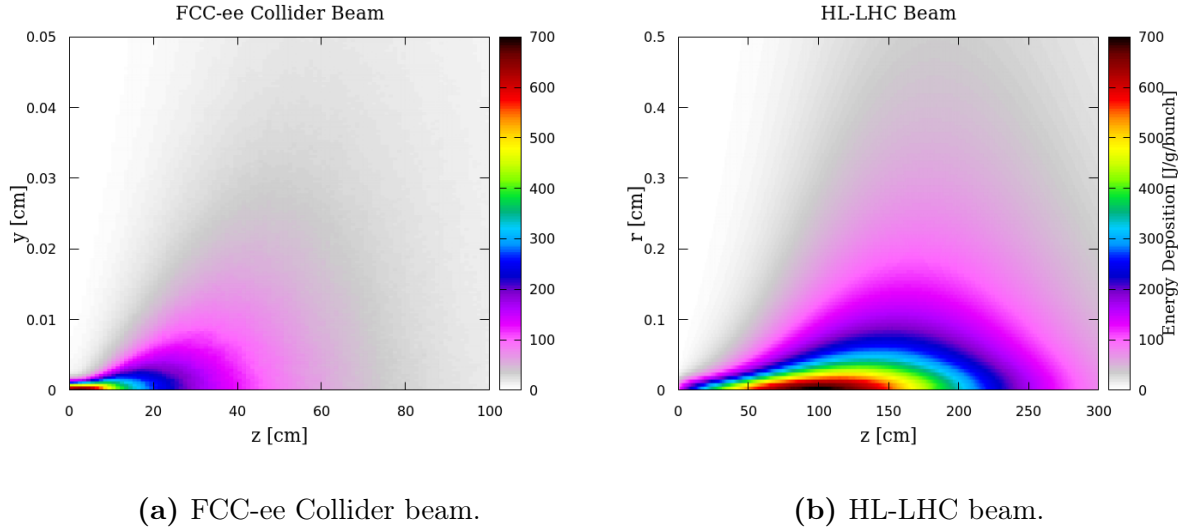 FCC-ee Collider Beam
0.05
0.04
0.03
0.02
0.01
0
y [cm]
0 20 40 60 80 100
z [cm]
700
600
500
400
300
200
100
0
(a) FCC-ee Collider beam.
HL-LHC Beam
0.5
0.4
0.3
0.2
0.1
0
r [cm]
0 50 100 150 200 250 300
z [cm]
700
600
500
400
300
200
100
0
Energy Deposition [J/g/bunch]
(b) HL-LHC beam.